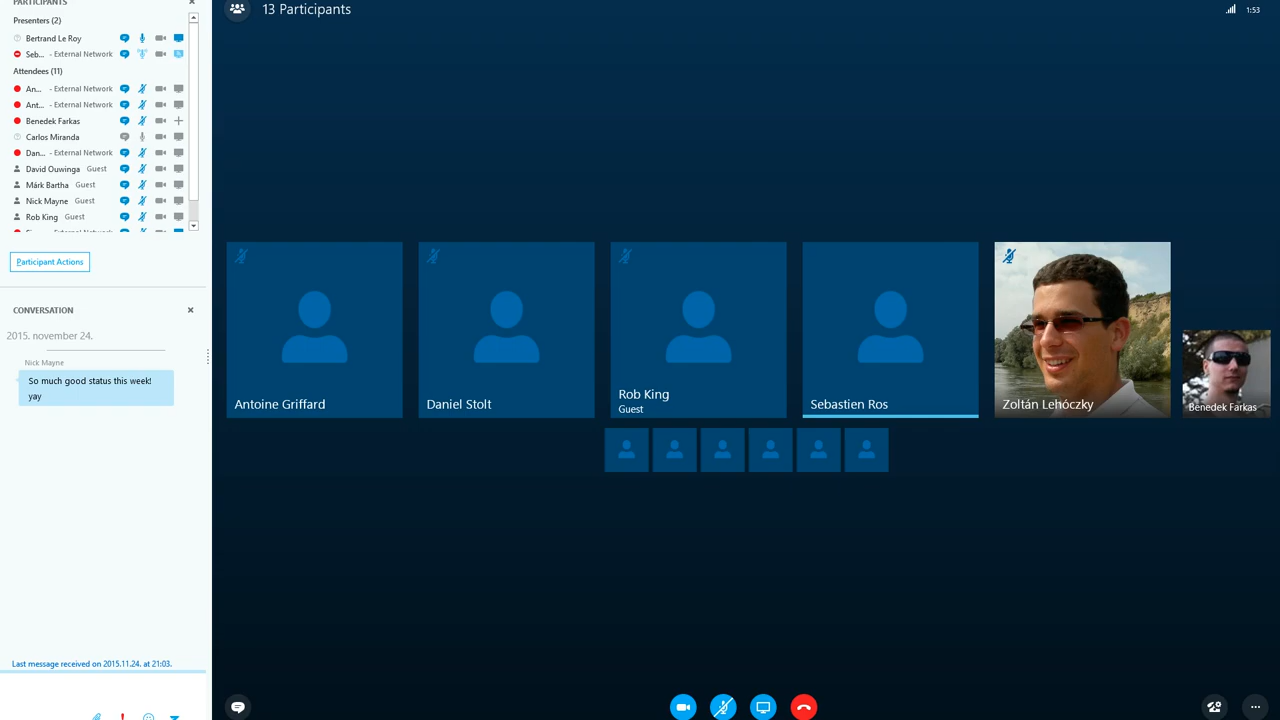 PARTICIPANTS
Presenters (2)
Bertrand Le Roy
Seb... - External Network
Attendees (11)
An... - External Network
Ant... - External Network
Benedek Farkas
Carlos Miranda
Dan... - External Network
David Ouwinga Guest
Márk Bartha Guest
Nick Mayne Guest
Rob King Guest
Participant Actions
CONVERSATION
2015. november 24.
Nick Mayne
So much good status this week!
yay
Last message received on 2015.11.24. at 21:03.
13 Participants
1:53
Antoine Griffard
Daniel Stolt
Rob King
Guest
Sebastien Ros
Zoltán Lehóczky
Benedek Farkas